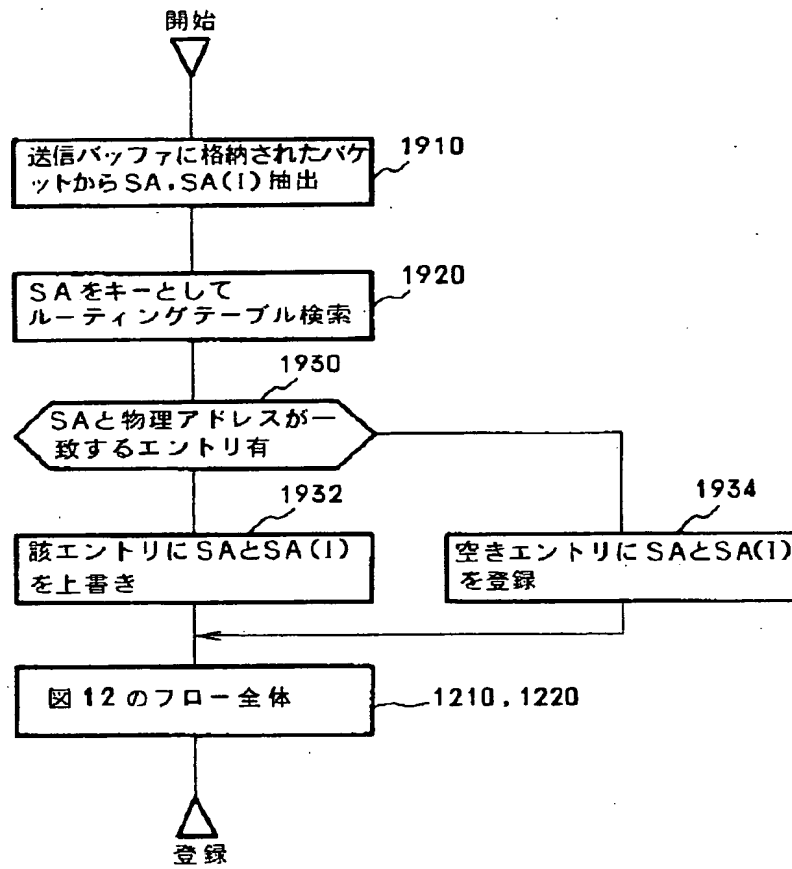 開始
送信バッファに格納されたパケ
ットからSA,SA(I)抽出
1910
SAをキーとして
ルーティングテーブル検索
1920
1930
SAと物理アドレスが一
致するエントリ有
1932
該エントリにSAとSA(I)
を上書き
1934
空きエントリにSAとSA(I)
を登録
図12のフロー全体
1210,1220
登録